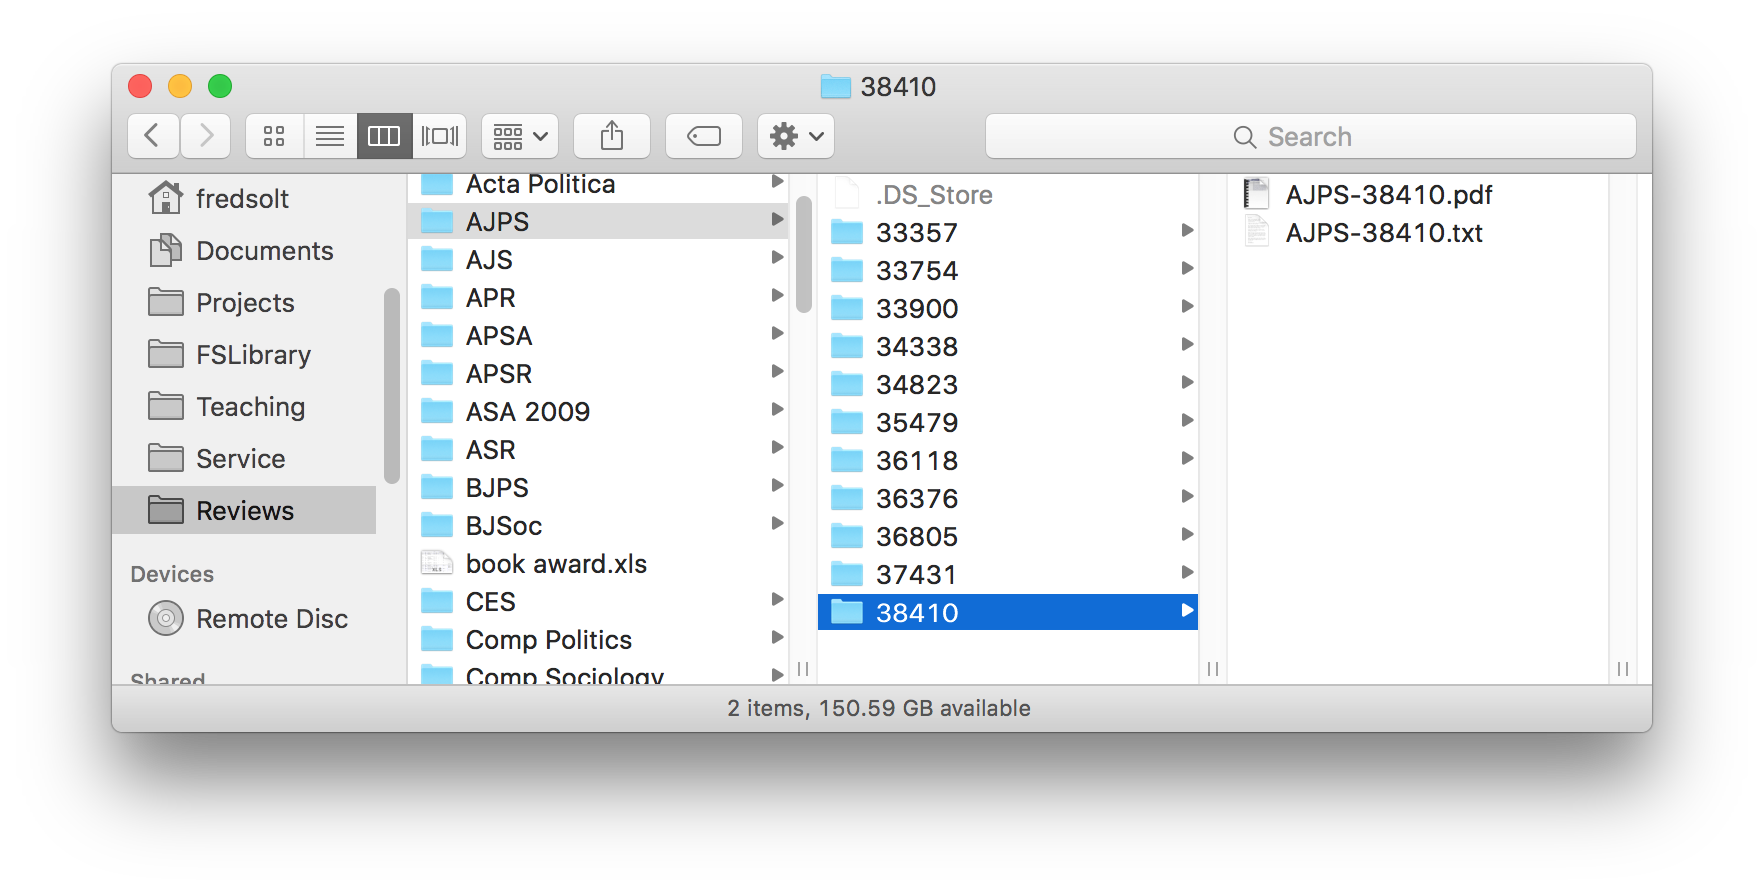 38410
Search
fredsolt
Documents
Projects
FSLibrary
Teaching
Service
Reviews
Devices
Remote Disc
Shared
Acta Politica
AJPS
AJS
APR
APSA
APSR
ASA 2009
ASR
BJPS
BJSoc
book award.xls
CES
Comp Politics
Comp Sociology
.DS_Store
33357
33754
33900
34338
34823
35479
36118
36376
36805
37431
38410
AJPS-38410.pdf
AJPS-38410.txt
2 items, 150.59 GB available